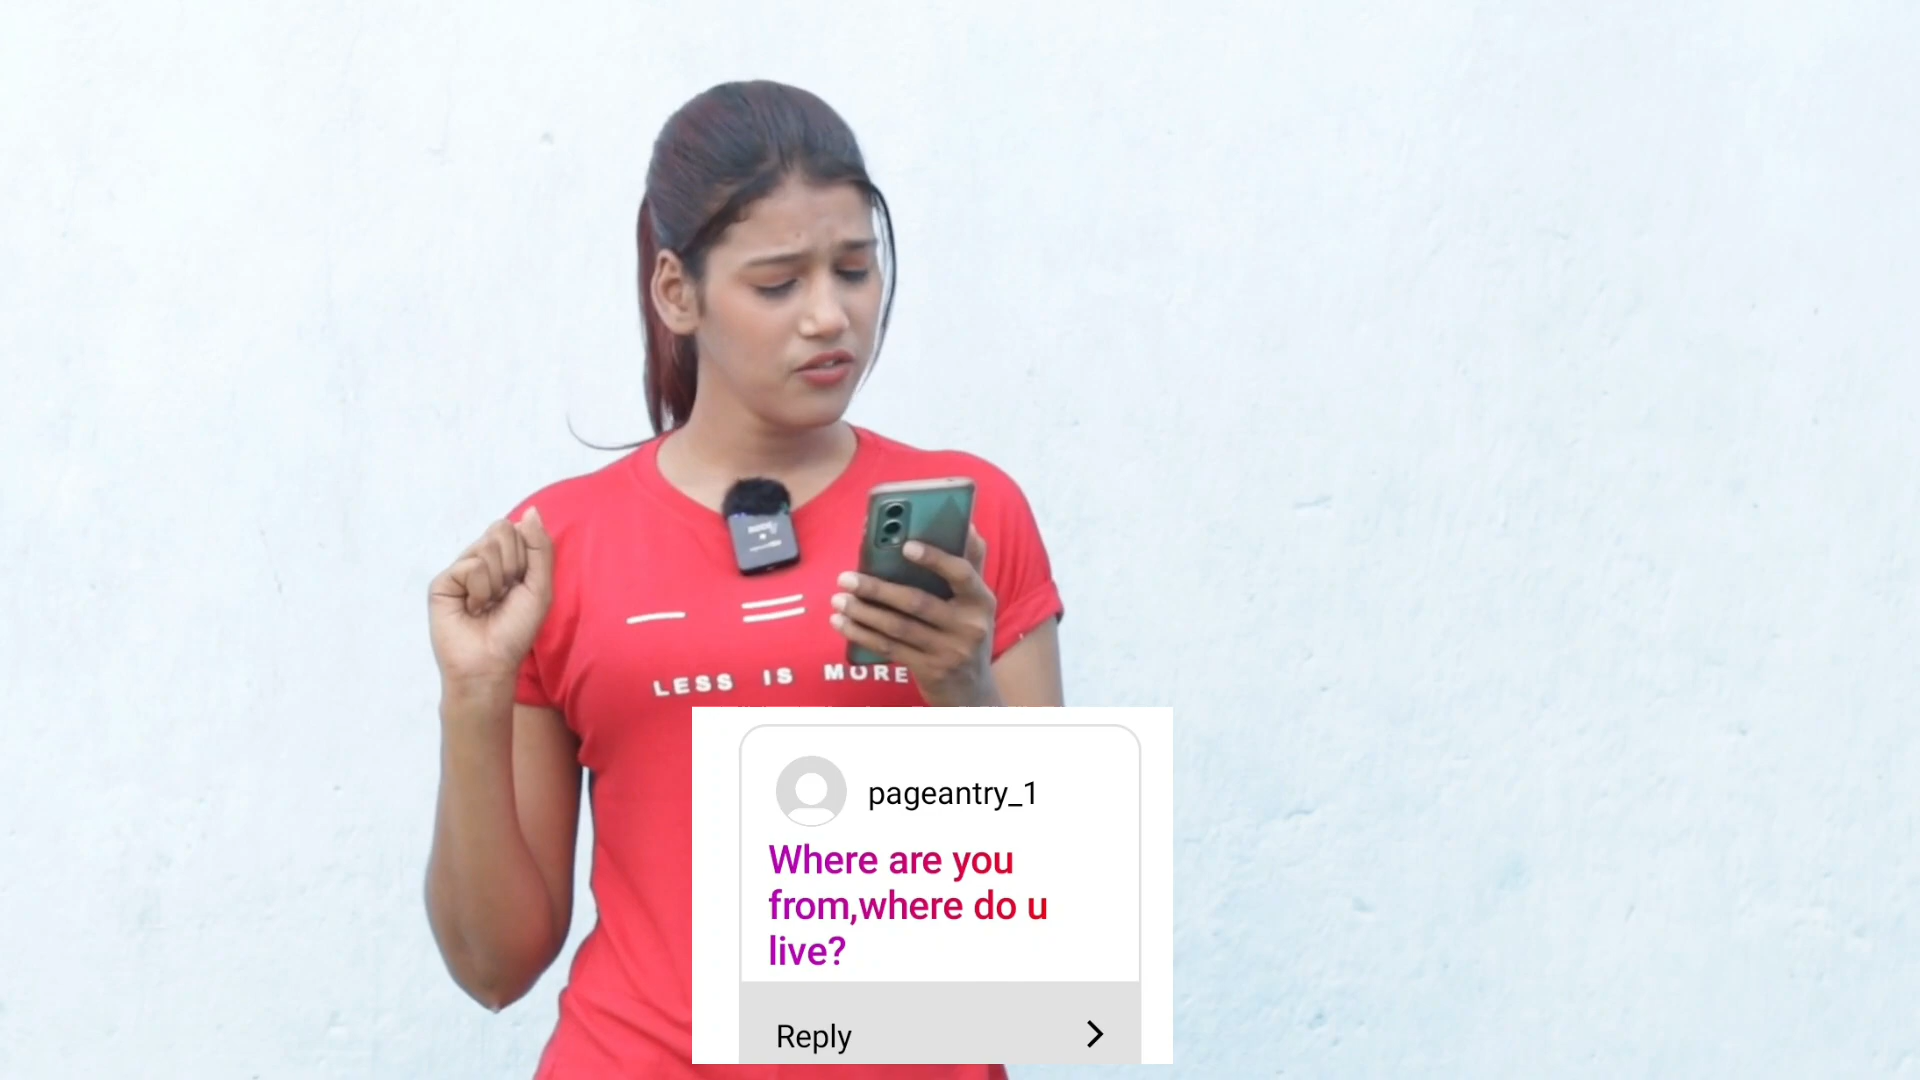 LESS IS MORE
pageantry_1
Where are you
from,where do u
live?
Reply